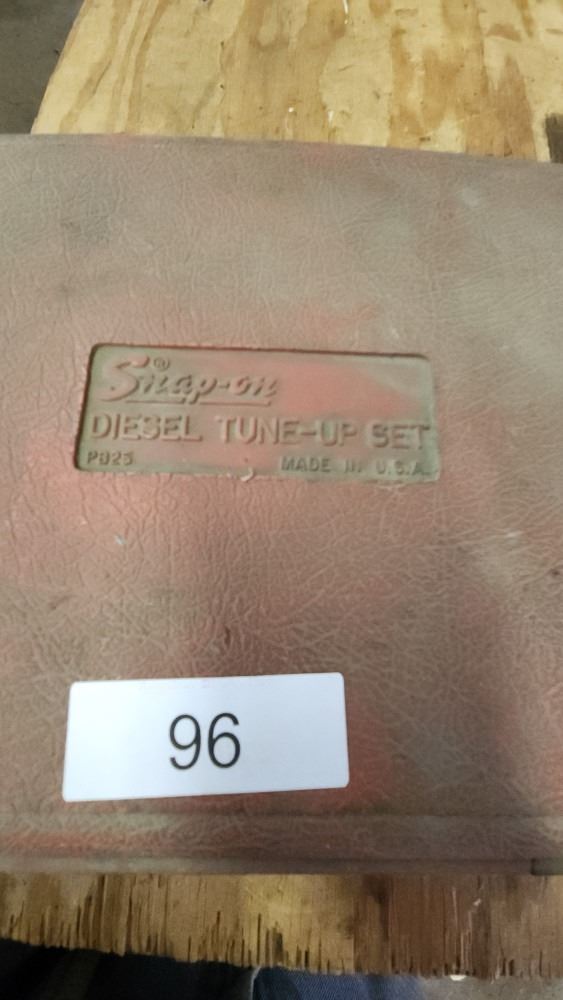 Snap-on®
DIESEL TUNE-UP SET
PB25 MADE IN U.S.A.
96